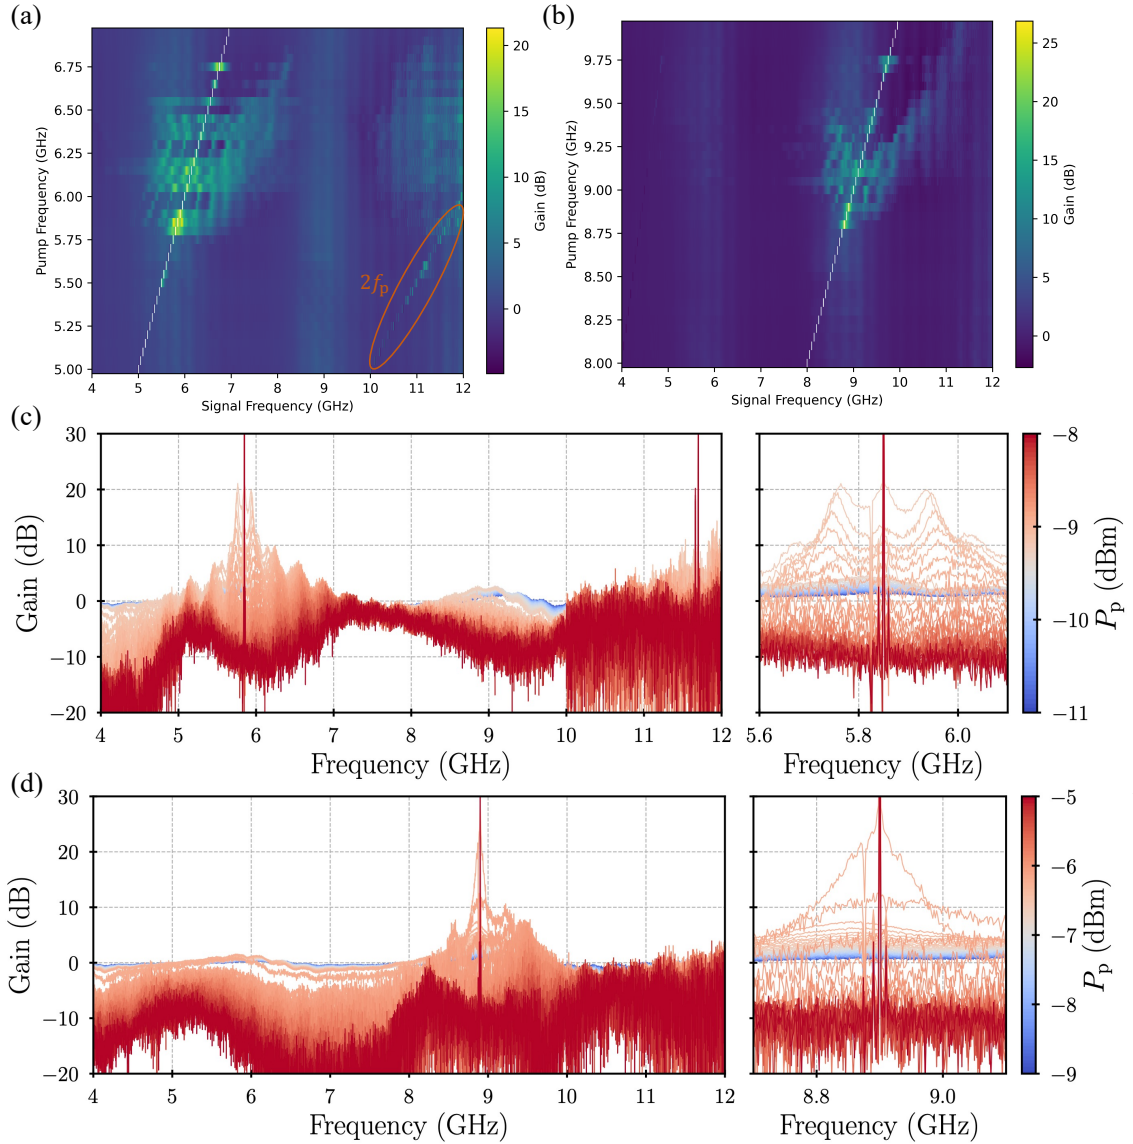 (a)
(b)
6.75
6.50
6.25
6.00
5.75
5.50
5.25
5.00
Pump Frequency (GHz)
2fₚ
4 5 6 7 8 9 10 11 12
Signal Frequency (GHz)
20
15
10
5
0
Gain (dB)
9.75
9.50
9.25
9.00
8.75
8.50
8.25
8.00
Pump Frequency (GHz)
4 5 6 7 8 9 10 11 12
Signal Frequency (GHz)
25
20
15
10
5
0
Gain (dB)
(c)
30
20
10
0
−10
−20
Gain (dB)
4 5 6 7 8 9 10 11 12
Frequency (GHz)
5.6 5.8 6.0
Frequency (GHz)
−8
−9
−10
−11
Pₚ (dBm)
(d)
30
20
10
0
−10
−20
Gain (dB)
4 5 6 7 8 9 10 11 12
Frequency (GHz)
8.8 9.0
Frequency (GHz)
−5
−6
−7
−8
−9
Pₚ (dBm)